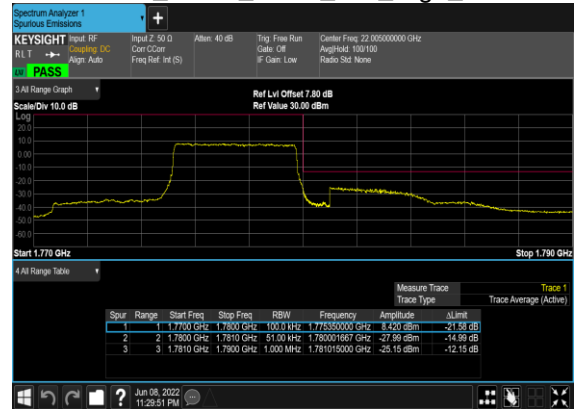 Spectrum Analyzer 1
Spurious Emissions
KEYSIGHT Input: RF Input Z: 50 Ω Atten: 40 dB Trig: Free Run Center Freq: 22.005000000 GHz
RLT Coupling: DC Corr CCorr Gate: Off Avg|Hold: 100/100
Align: Auto Freq Ref: Int (S) IF Gain: Low Radio Std: None
PASS
3 All Range Graph
Ref Lvl Offset 7.80 dB
Scale/Div 10.0 dB Ref Value 30.00 dBm
Log
20.0
10.0
0.00
-10.0
-20.0
-30.0
-40.0
-50.0
-60.0
Start 1.770 GHz Stop 1.790 GHz
4 All Range Table
Measure Trace Trace 1
Trace Type Trace Average (Active)
Spur Range Start Freq Stop Freq RBW Frequency Amplitude ΔLimit
1 1 1.7700 GHz 1.7800 GHz 100.0 kHz 1.775350000 GHz 8.420 dBm -21.58 dB
2 2 1.7800 GHz 1.7810 GHz 51.00 kHz 1.780001667 GHz -27.99 dBm -14.99 dB
3 3 1.7810 GHz 1.7900 GHz 1.000 MHz 1.781015000 GHz -25.15 dBm -12.15 dB
Jun 08, 2022
11:29:51 PM